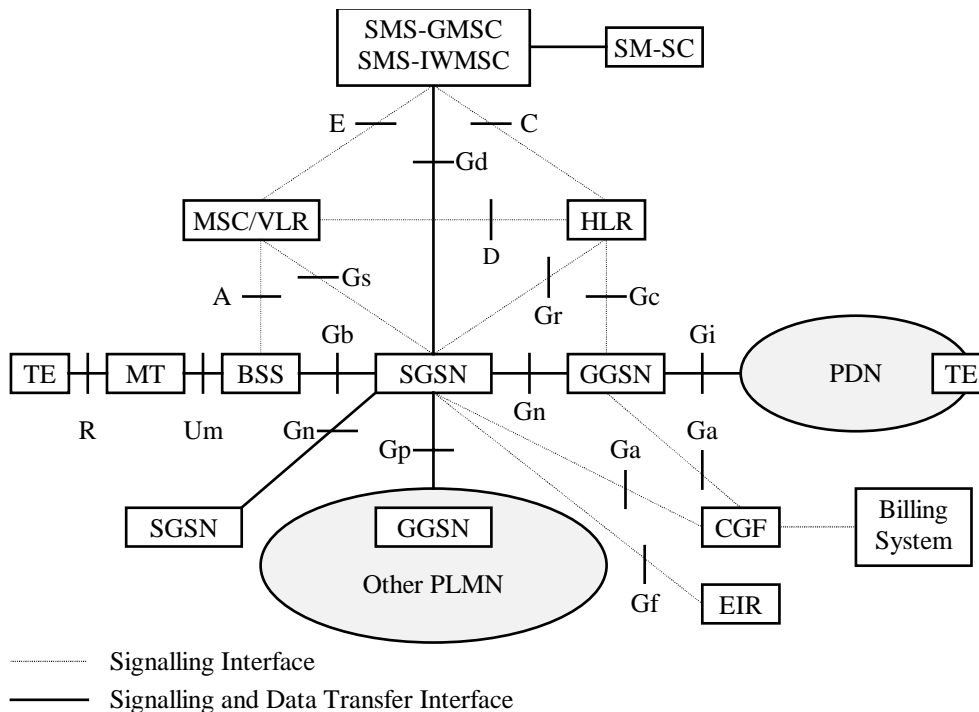 SMS-GMSC
SMS-IWMSC
SM-SC
E
C
Gd
MSC/VLR
HLR
D
Gs
A
Gr
Gc
Gb
Gi
TE
MT
BSS
SGSN
GGSN
PDN
TE
R
Um
Gn
Gn
Gp
Ga
Ga
SGSN
GGSN
CGF
Billing
System
Other PLMN
Gf
EIR
Signalling Interface
Signalling and Data Transfer Interface